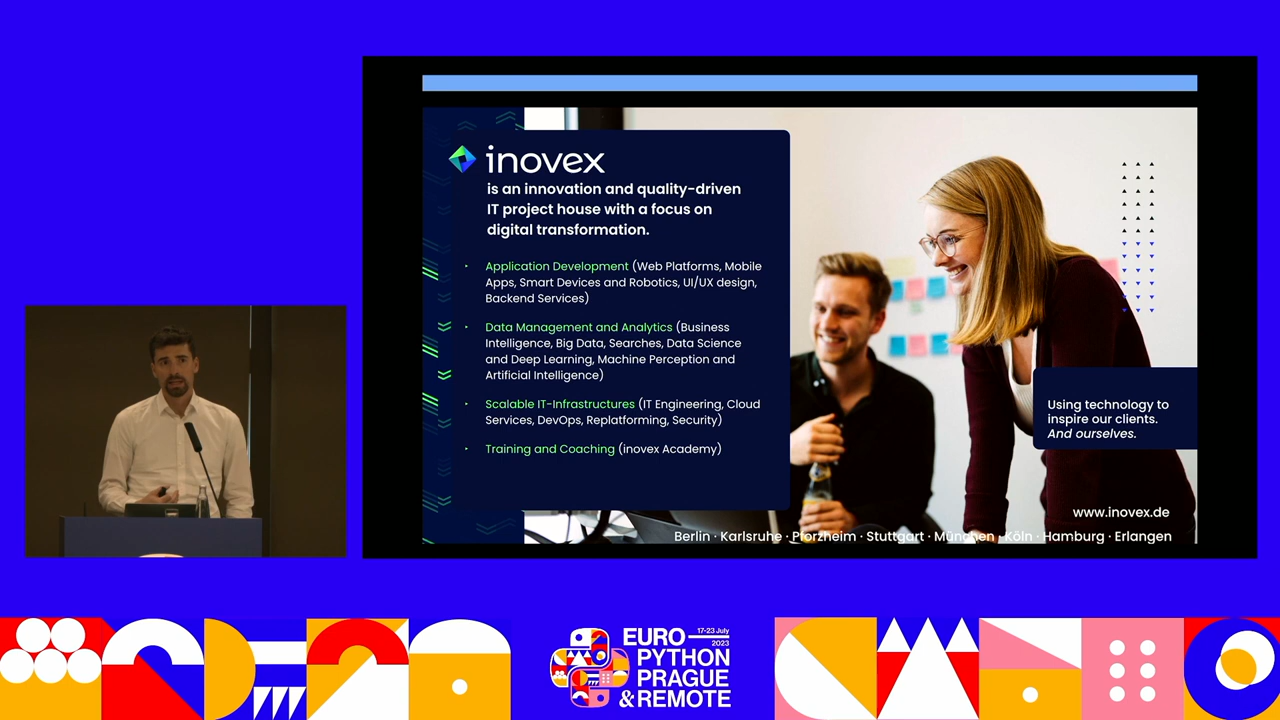 inovex
is an innovation and quality-driven
IT project house with a focus on
digital transformation.
· Application Development (Web Platforms, Mobile
Apps, Smart Devices and Robotics, UI/UX design,
Backend Services)
· Data Management and Analytics (Business
Intelligence, Big Data, Searches, Data Science
and Deep Learning, Machine Perception and
Artificial Intelligence)
· Scalable IT-Infrastructures (IT Engineering, Cloud
Services, DevOps, Replatforming, Security)
· Training and Coaching (inovex Academy)
Using technology to
inspire our clients.
And ourselves.
www.inovex.de
Berlin · Karlsruhe · Pforzheim · Stuttgart · München · Köln · Hamburg · Erlangen
17-23 July
2023
EURO
PYTHON
PRAGUE
& REMOTE